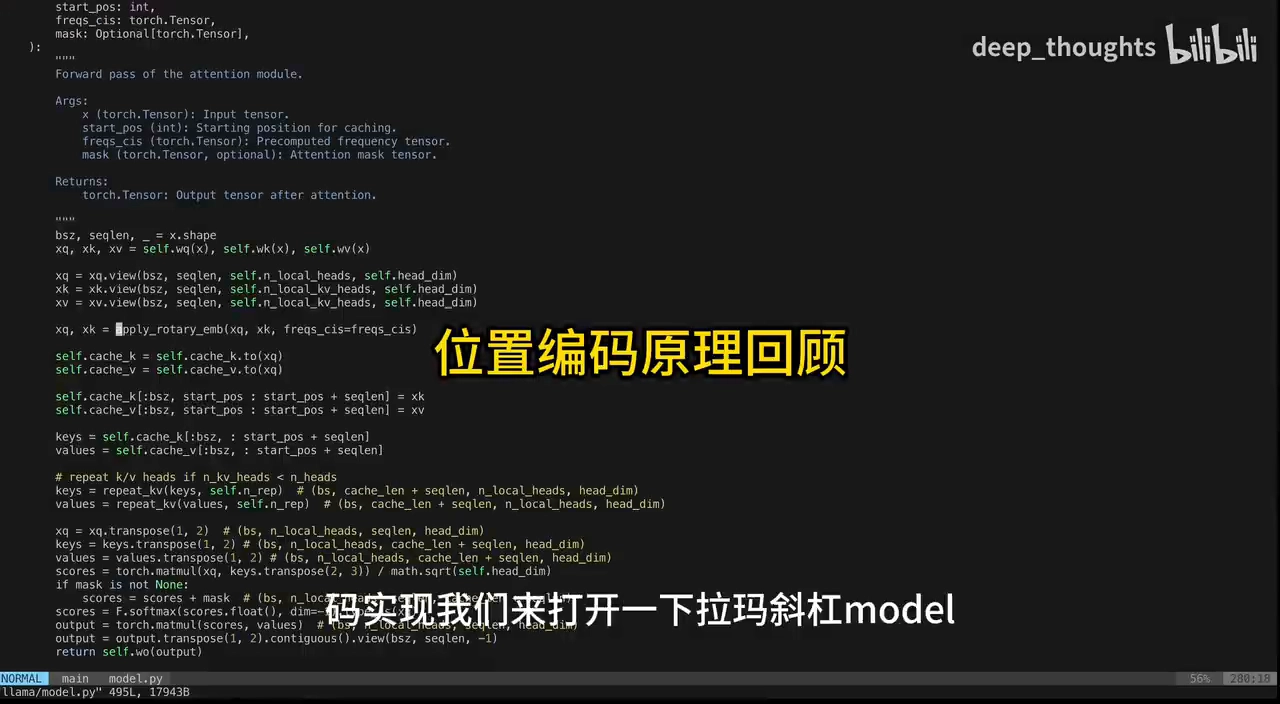 start_pos: int,
freqs_cis: torch.Tensor,
mask: Optional[torch.Tensor],
):
"""
Forward pass of the attention module.
Args:
x (torch.Tensor): Input tensor.
start_pos (int): Starting position for caching.
freqs_cis (torch.Tensor): Precomputed frequency tensor.
mask (torch.Tensor, optional): Attention mask tensor.
Returns:
torch.Tensor: Output tensor after attention.
"""
bsz, seqlen, _ = x.shape
xq, xk, xv = self.wq(x), self.wk(x), self.wv(x)
xq = xq.view(bsz, seqlen, self.n_local_heads, self.head_dim)
xk = xk.view(bsz, seqlen, self.n_local_kv_heads, self.head_dim)
xv = xv.view(bsz, seqlen, self.n_local_kv_heads, self.head_dim)
xq, xk = apply_rotary_emb(xq, xk, freqs_cis=freqs_cis)
self.cache_k = self.cache_k.to(xq)
self.cache_v = self.cache_v.to(xq)
self.cache_k[:bsz, start_pos : start_pos + seqlen] = xk
self.cache_v[:bsz, start_pos : start_pos + seqlen] = xv
keys = self.cache_k[:bsz, : start_pos + seqlen]
values = self.cache_v[:bsz, : start_pos + seqlen]
# repeat k/v heads if n_kv_heads < n_heads
keys = repeat_kv(keys, self.n_rep)  # (bs, cache_len + seqlen, n_local_heads, head_dim)
values = repeat_kv(values, self.n_rep)  # (bs, cache_len + seqlen, n_local_heads, head_dim)
xq = xq.transpose(1, 2)  # (bs, n_local_heads, seqlen, head_dim)
keys = keys.transpose(1, 2) # (bs, n_local_heads, cache_len + seqlen, head_dim)
values = values.transpose(1, 2) # (bs, n_local_heads, cache_len + seqlen, head_dim)
scores = torch.matmul(xq, keys.transpose(2, 3)) / math.sqrt(self.head_dim)
if mask is not None:
scores = scores + mask  # (bs,
scores = F.softmax(scores.float(),
output = torch.matmul(scores, values)  # (bs, n_local_heads, seqlen, head_dim)
output = output.transpose(1, 2).contiguous().view(bsz, seqlen, -1)
return self.wo(output)
NORMAL main model.py 56% 280:18
llama/model.py" 495L, 17943B
deep_thoughts bilibili
位置编码原理回顾
码实现我们来打开一下拉玛斜杠model